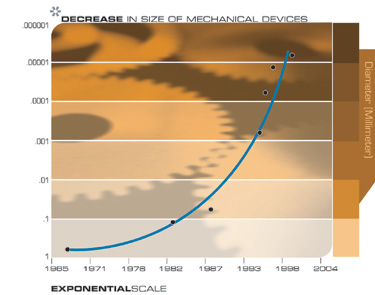 DECREASE IN SIZE OF MECHANICAL DEVICES
.000001
.00001
.0001
.001
.01
.1
1
Diameter (Millimeter)
1965 1971 1976 1982 1987 1993 1998 2004
EXPONENTIALSCALE